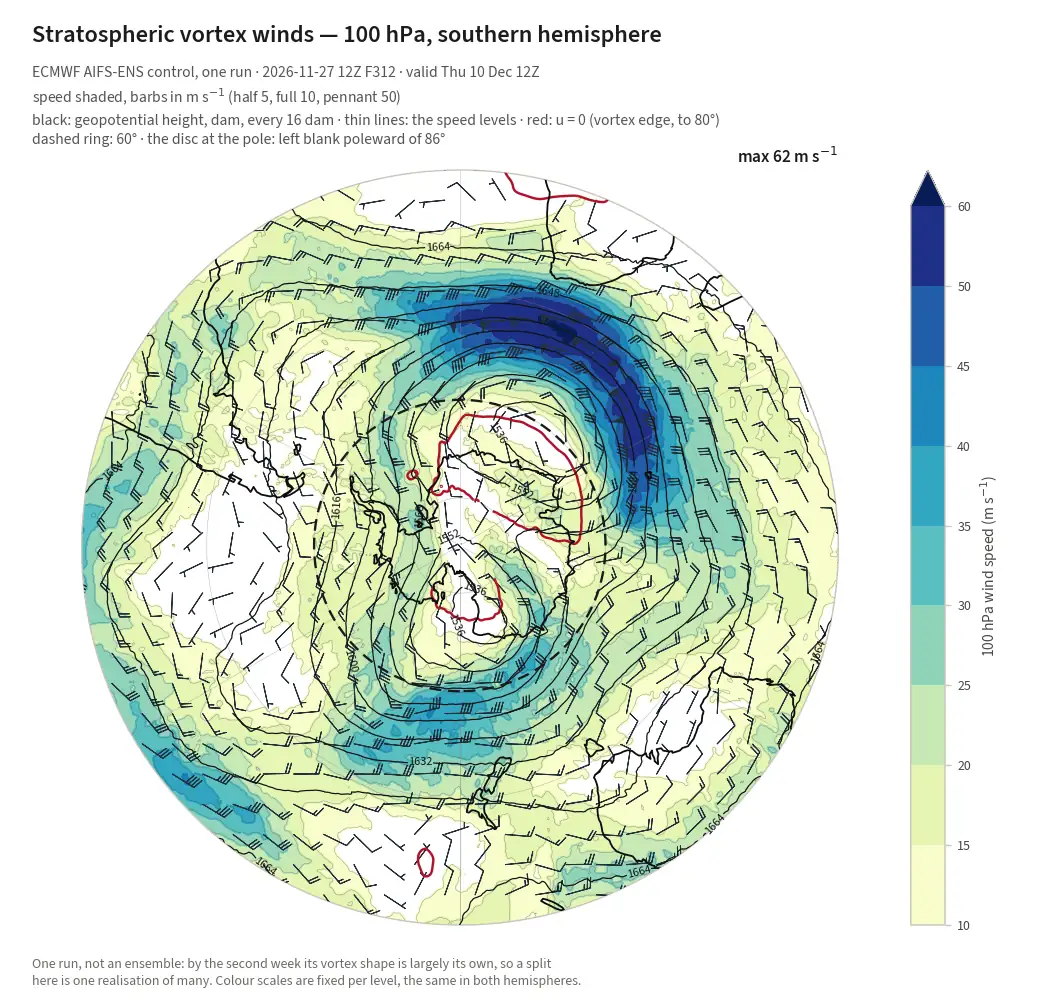 Stratospheric vortex winds — 100 hPa, southern hemisphere
ECMWF AIFS-ENS control, one run · 2026-11-27 12Z F312 · valid Thu 10 Dec 12Z
speed shaded, barbs in m s−1 (half 5, full 10, pennant 50)
black: geopotential height, dam, every 16 dam · thin lines: the speed levels · red: u = 0 (vortex edge, to 80°)
dashed ring: 60° · the disc at the pole: left blank poleward of 86°
max 62 m s−1
1664
1648
1536
1552
1616
1552
1536
1536
1600
1632
1664
1664
1664
1664
60
50
45
40
35
30
25
20
15
10
100 hPa wind speed (m s−1)
One run, not an ensemble: by the second week its vortex shape is largely its own, so a split
here is one realisation of many. Colour scales are fixed per level, the same in both hemispheres.